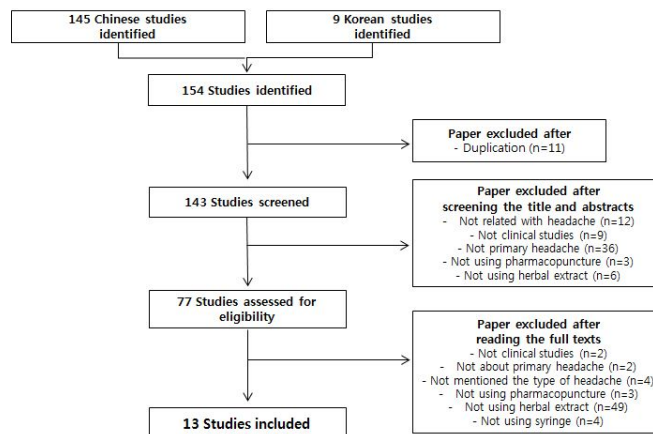 145 Chinese studies
identified
9 Korean studies
identified
154 Studies identified
Paper excluded after
- Duplication (n=11)
143 Studies screened
Paper excluded after
screening the title and abstracts
- Not related with headache (n=12)
- Not clinical studies (n=9)
- Not primary headache (n=36)
- Not using pharmacopuncture (n=3)
- Not using herbal extract (n=6)
77 Studies assessed for
eligibility
Paper excluded after
reading the full texts
- Not clinical studies (n=2)
- Not about primary headache (n=2)
- Not mentioned the type of headache (n=4)
- Not using pharmacopuncture (n=3)
- Not using herbal extract (n=49)
- Not using syringe (n=4)
13 Studies included